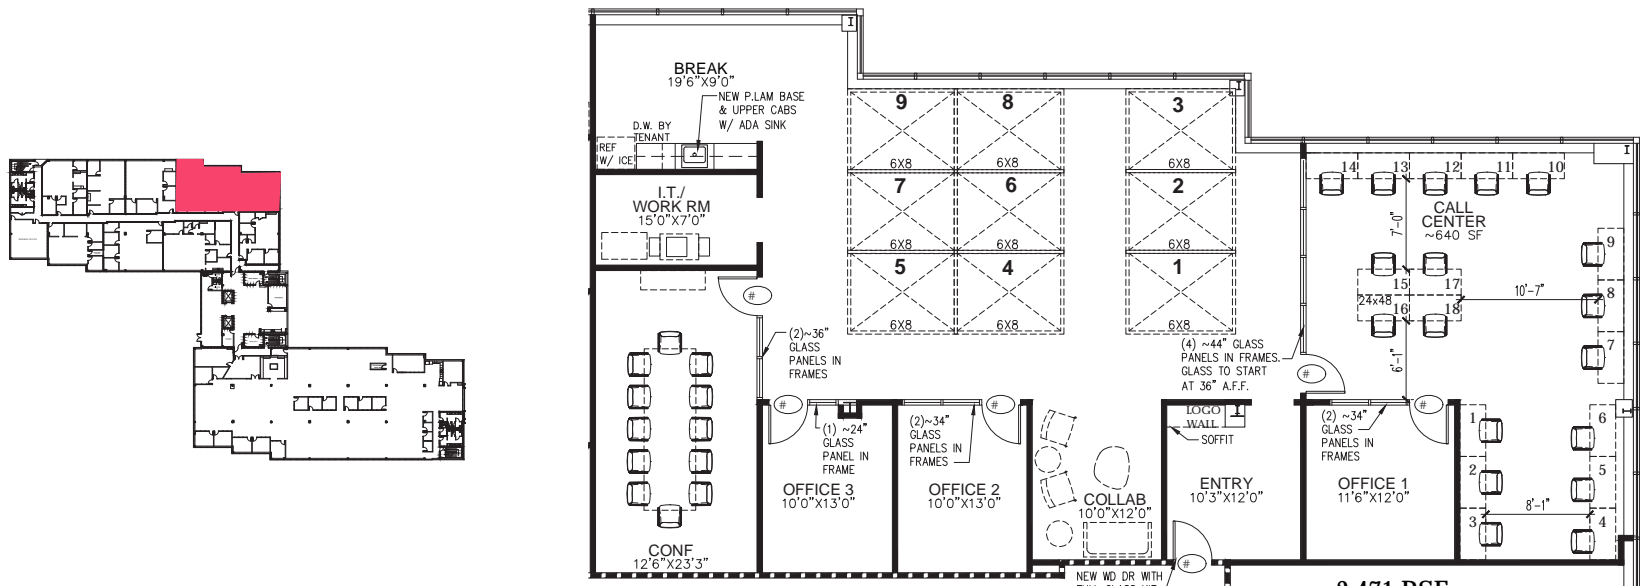 BREAK
19'6"X9'0"
NEW P.LAM BASE
& UPPER CABS
W/ ADA SINK
D.W. BY
TENANT
REF
W/ ICE
I.T./
WORK RM
15'0"X7'0"
#
(2)~36"
GLASS
PANELS IN
FRAMES
CONF
12'6"X23'3"
9
6X8
8
6X8
3
6X8
7
6X8
6
6X8
2
6X8
5
6X8
4
6X8
1
6X8
#
(1) ~24"
GLASS
PANEL IN
FRAME
OFFICE 3
10'0"X13'0"
#
(2)~34"
GLASS
PANELS IN
FRAMES
OFFICE 2
10'0"X13'0"
COLLAB
10'0"X12'0"
LOGO
WALL
SOFFIT
ENTRY
10'3"X12'0"
#
NEW WD DR WITH
(4) ~44" GLASS
PANELS IN FRAMES.
GLASS TO START
AT 36" A.F.F.
#
(2) ~34"
GLASS
PANELS IN
FRAMES
#
OFFICE 1
11'6"X12'0"
14
13
12
11
10
CALL
CENTER
~640 SF
7'-0"
9
8
7
10'-7"
15
17
24x48
16
18
6'-1"
1
2
3
6
5
4
8'-1"